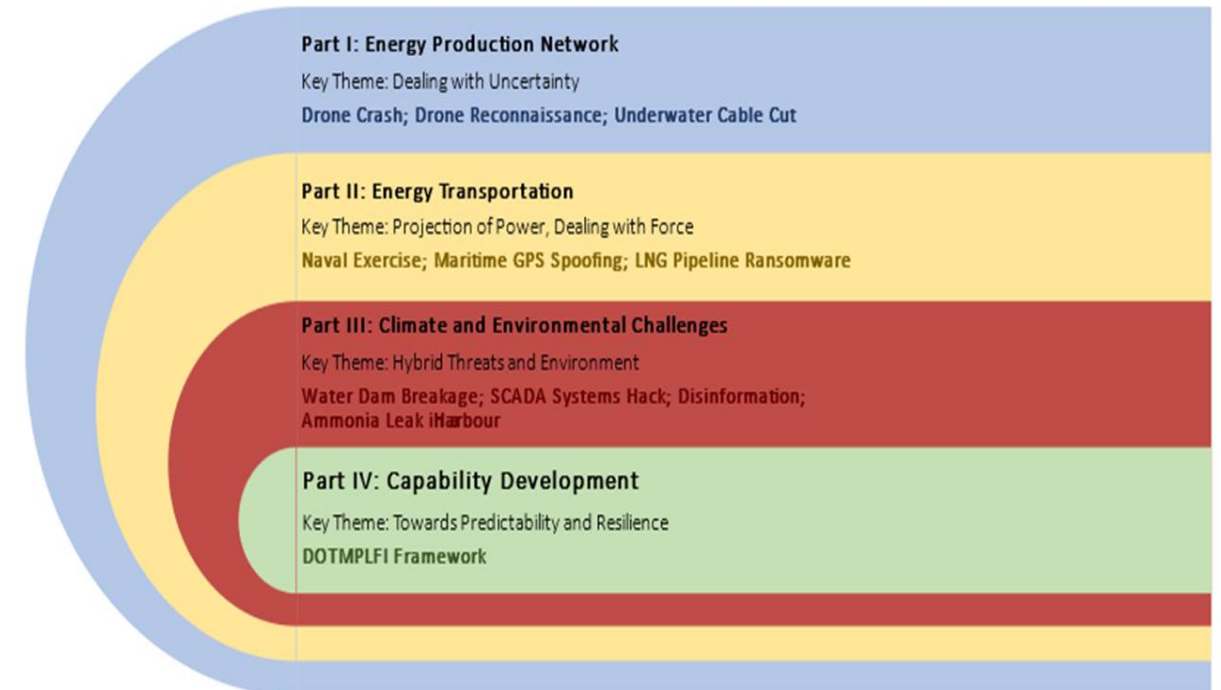 Part I: Energy Production Network
Key Theme: Dealing with Uncertainty
Drone Crash; Drone Reconnaissance; Underwater Cable Cut
Part II: Energy Transportation
Key Theme: Projection of Power, Dealing with Force
Naval Exercise; Maritime GPS Spoofing; LNG Pipeline Ransomware
Part III: Climate and Environmental Challenges
Key Theme: Hybrid Threats and Environment
Water Dam Breakage; SCADA Systems Hack; Disinformation;
Ammonia Leak iHarbour
Part IV: Capability Development
Key Theme: Towards Predictability and Resilience
DOTMPLFI Framework